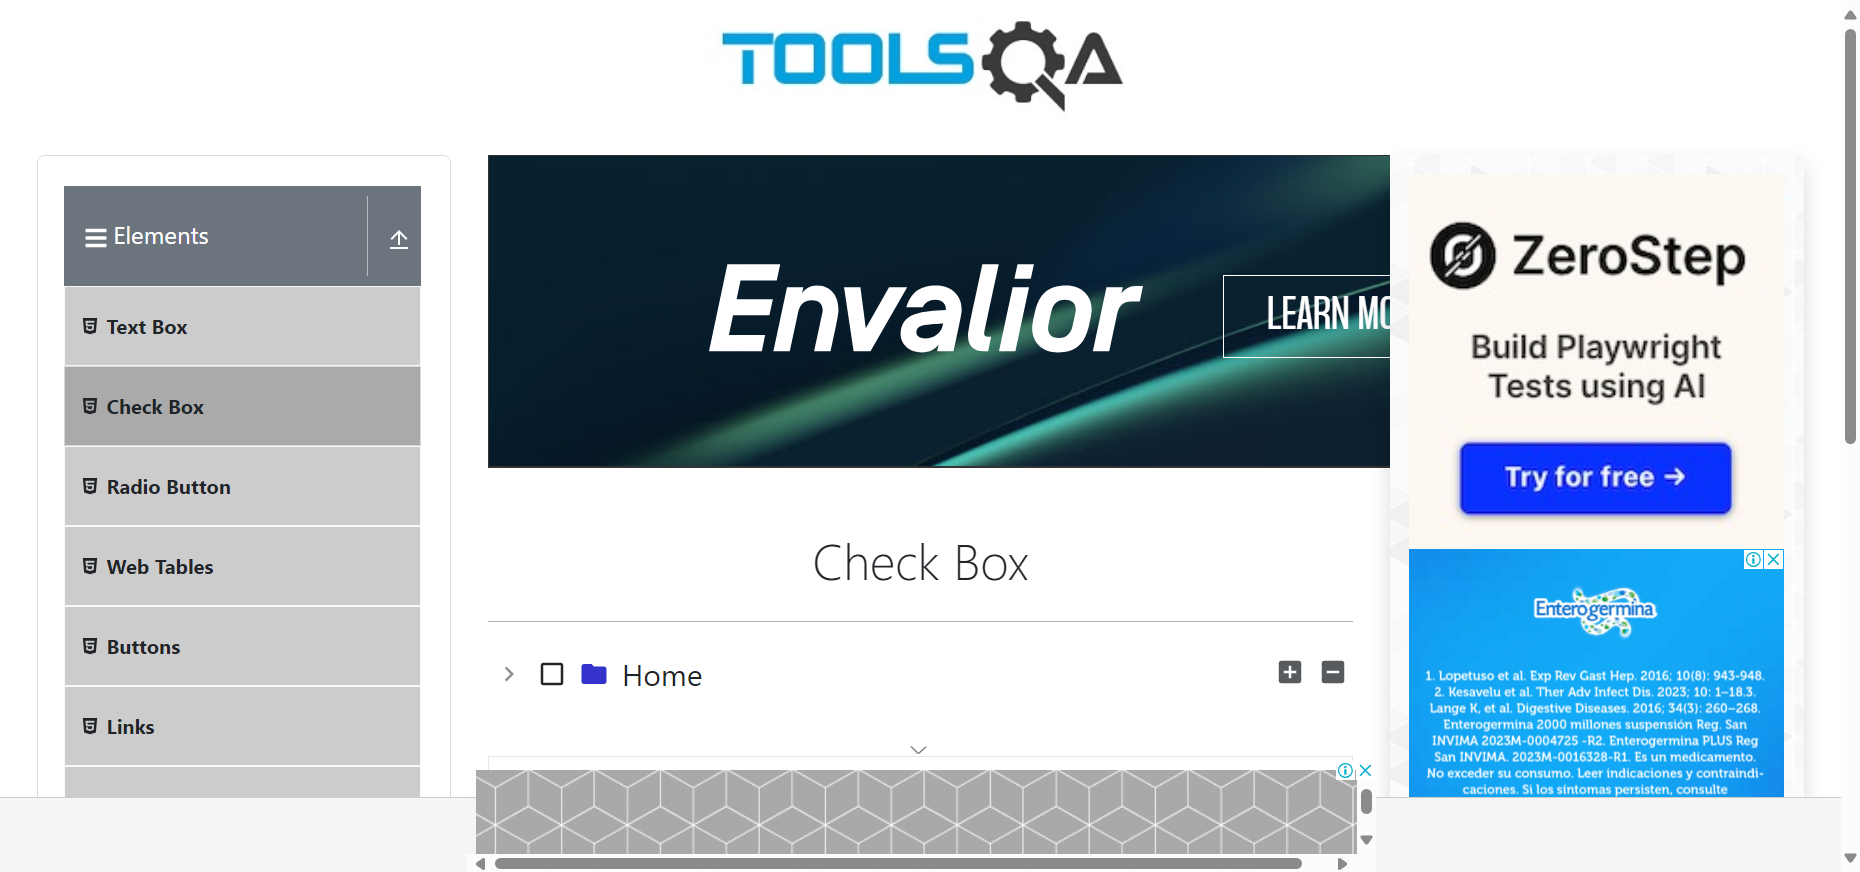 TOOLSQA
Elements
Text Box
Check Box
Radio Button
Web Tables
Buttons
Links
Envalior
LEARN MO
Check Box
Home
ZeroStep
Build Playwright
Tests using AI
Try for free →
Enterogermina
1. Lopetuso et al. Exp Rev Gast Hep. 2016; 10(8): 943-948.
2. Kesavelu et al. Ther Adv Infect Dis. 2023; 10: 1–18.3.
Lange K, et al. Digestive Diseases. 2016; 34(3): 260–268.
Enterogermina 2000 millones suspensión Reg. San
INVIMA 2023M-0004725 -R2. Enterogermina PLUS Reg
San INVIMA. 2023M-0016328-R1. Es un medicamento.
No exceder su consumo. Leer indicaciones y contraindi-
caciones. Si los síntomas persisten, consulte